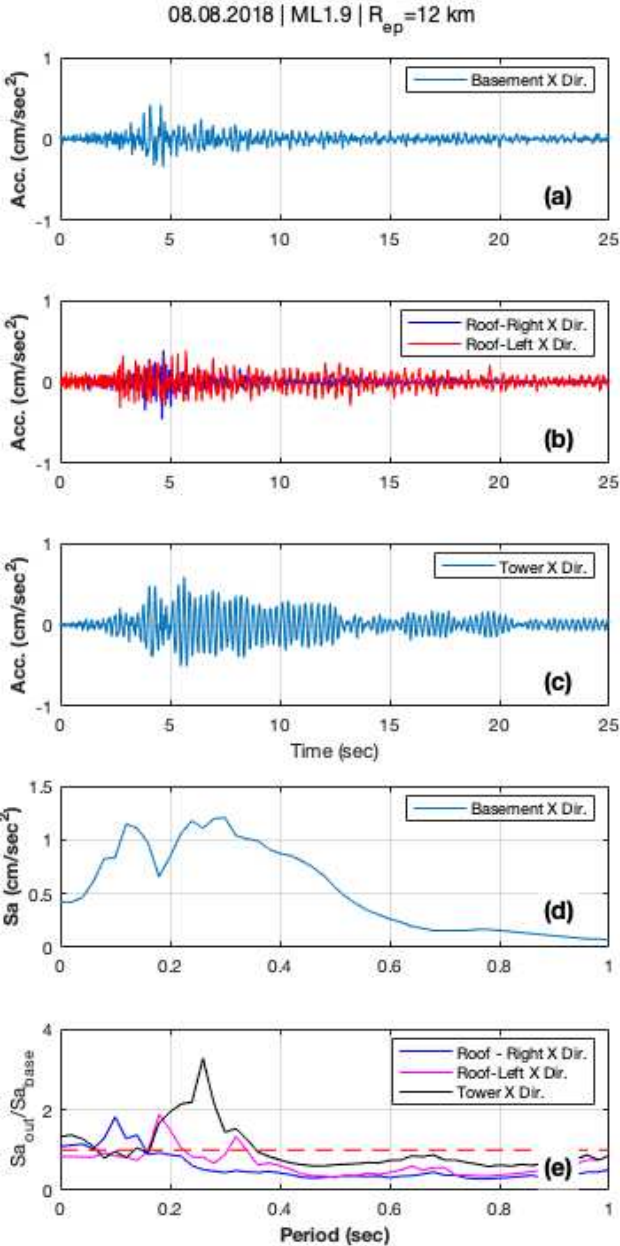 08.08.2018 | ML1.9 | R_ep=12 km
1
Basement X Dir.
0
Acc. (cm/sec²)
(a)
-1
0 5 10 15 20 25
1
Roof-Right X Dir.
Roof-Left X Dir.
0
Acc. (cm/sec²)
(b)
-1
0 5 10 15 20 25
1
Tower X Dir.
0
Acc. (cm/sec²)
(c)
-1
0 5 10 15 20 25
Time (sec)
1.5
Basement X Dir.
1
Sa (cm/sec²)
0.5
(d)
0
0 0.2 0.4 0.6 0.8 1
4
Roof - Right X Dir.
Roof-Left X Dir.
Tower X Dir.
2
Sa_out/Sa_base
(e)
0
0 0.2 0.4 0.6 0.8 1
Period (sec)